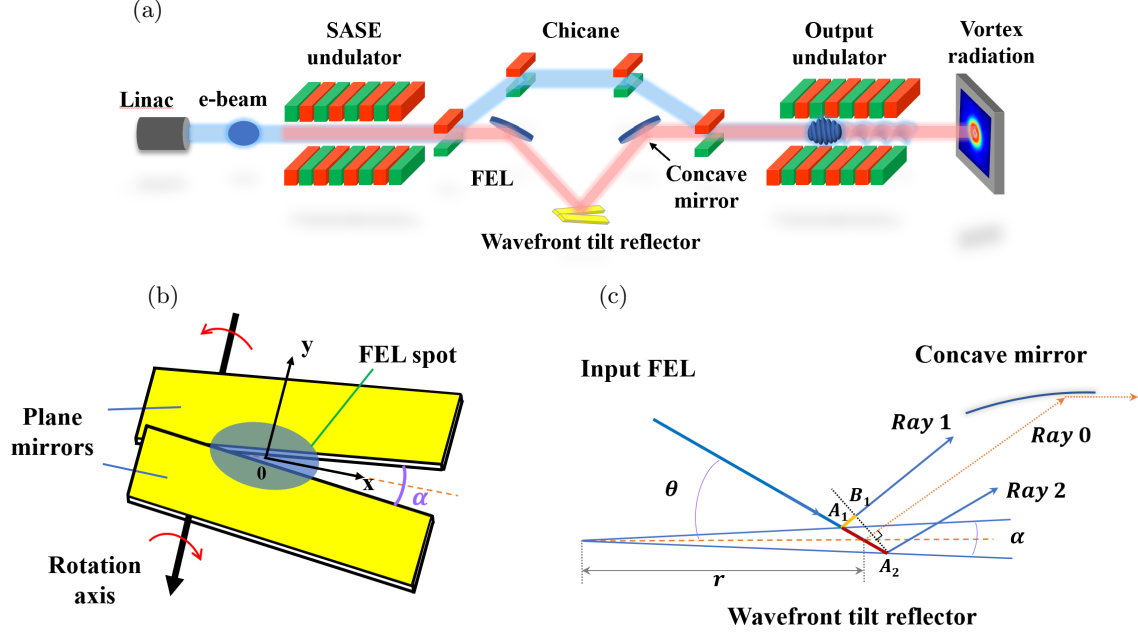 (a)
SASE
undulator
Chicane
Output
undulator
Vortex
radiation
Linac
e-beam
FEL
Concave
mirror
Wavefront tilt reflector
(b)
y
FEL spot
Plane
mirrors
0
x
α
Rotation
axis
(c)
Input FEL
Concave mirror
Ray 1
Ray 0
θ
B₁
A₁
Ray 2
α
A₂
r
Wavefront tilt reflector